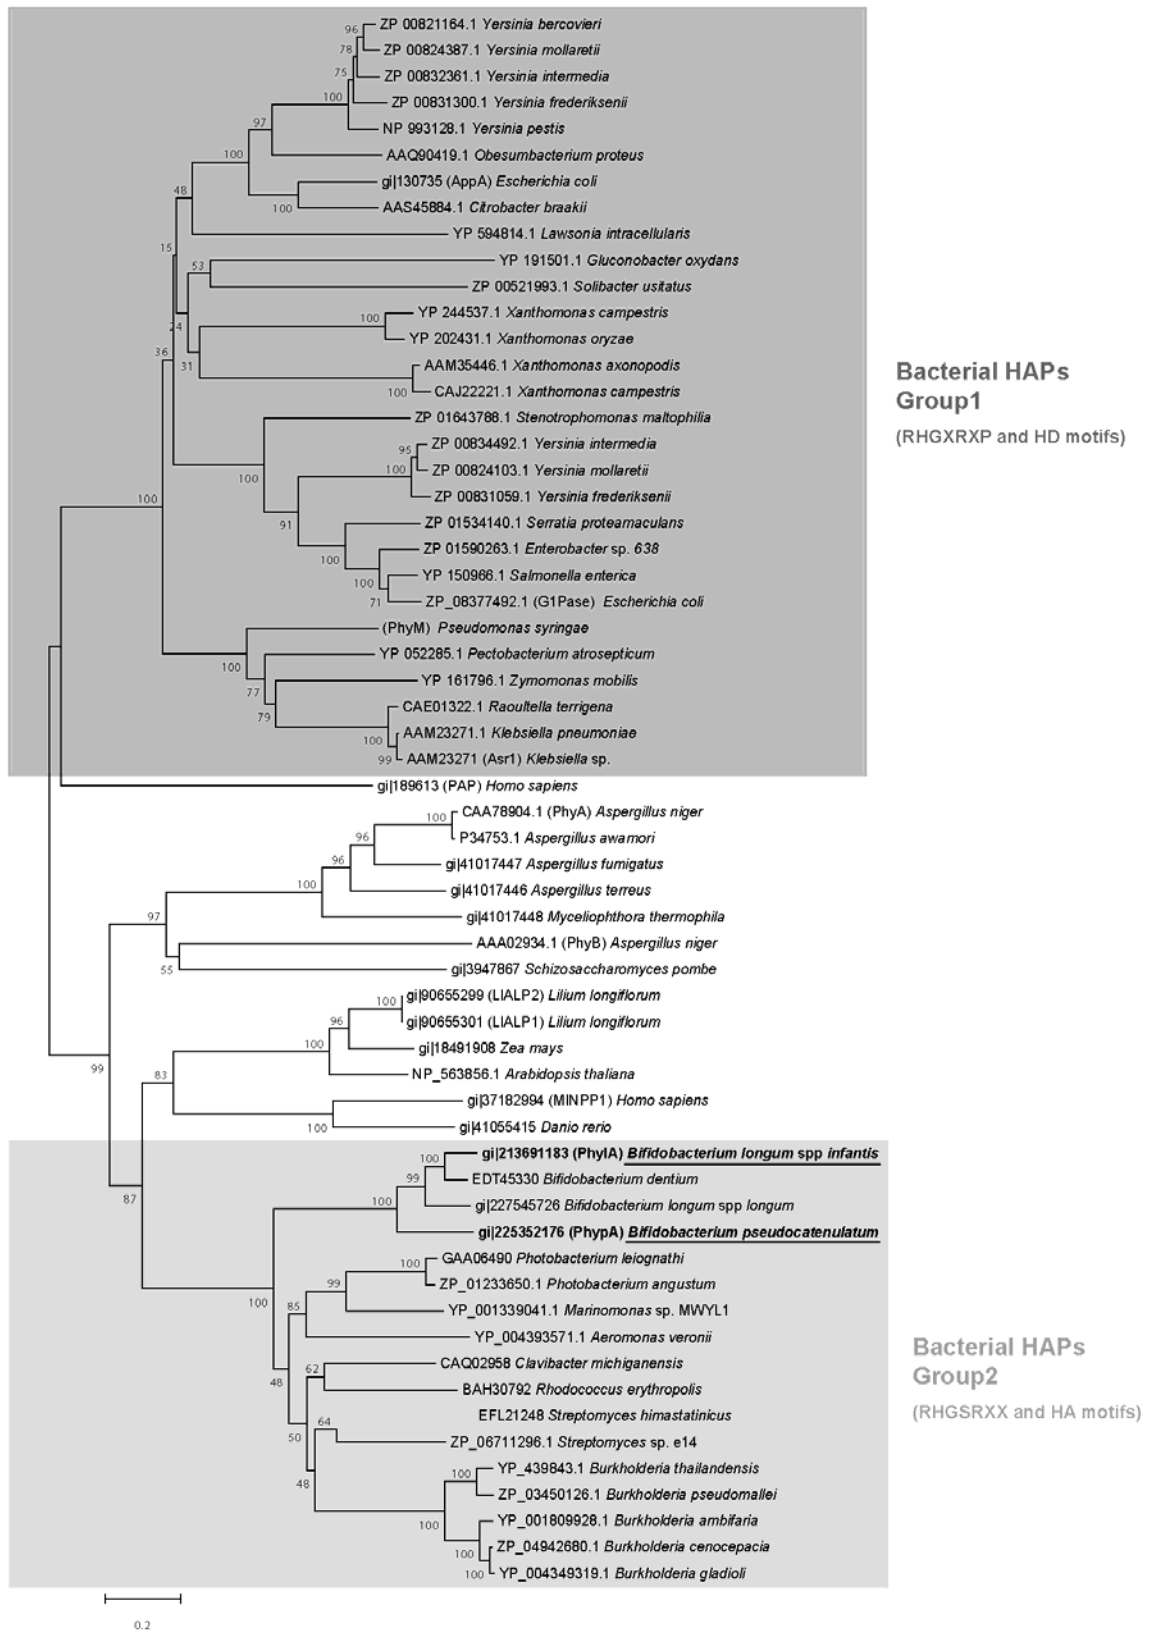 ZP 00821164.1 Yersinia bercovieri
96
ZP 00824387.1 Yersinia mollaretii
78
ZP 00832361.1 Yersinia intermedia
75
ZP 00831300.1 Yersinia frederiksenii
100
NP 993128.1 Yersinia pestis
97
AAQ90419.1 Obesumbacterium proteus
100
gi|130735 (AppA) Escherichia coli
48
AAS45884.1 Citrobacter braakii
100
YP 594814.1 Lawsonia intracellularis
15
YP 191501.1 Gluconobacter oxydans
53
ZP 00521993.1 Solibacter usitatus
YP 244537.1 Xanthomonas campestris
100
24
YP 202431.1 Xanthomonas oryzae
36
31
AAM35446.1 Xanthomonas axonopodis
CAJ22221.1 Xanthomonas campestris
100
ZP 01643788.1 Stenotrophomonas maltophilia
ZP 00834492.1 Yersinia intermedia
95
100
ZP 00824103.1 Yersinia mollaretii
100
ZP 00831059.1 Yersinia frederiksenii
100
91
ZP 01534140.1 Serratia proteamaculans
ZP 01590263.1 Enterobacter sp. 638
100
YP 150966.1 Salmonella enterica
100
ZP_08377492.1 (G1Pase) Escherichia coli
71
(PhyM) Pseudomonas syringae
YP 052285.1 Pectobacterium atrosepticum
100
YP 161796.1 Zymomonas mobilis
77
CAE01322.1 Raoultella terrigena
79
AAM23271.1 Klebsiella pneumoniae
100
AAM23271 (Asr1) Klebsiella sp.
99
Bacterial HAPs
Group1
(RHGXRXP and HD motifs)
gi|189613 (PAP) Homo sapiens
CAA78904.1 (PhyA) Aspergillus niger
100
P34753.1 Aspergillus awamori
96
gi|41017447 Aspergillus fumigatus
96
gi|41017446 Aspergillus terreus
100
gi|41017448 Myceliophthora thermophila
97
AAA02934.1 (PhyB) Aspergillus niger
gi|3947867 Schizosaccharomyces pombe
55
gi|90655299 (LlALP2) Lilium longiflorum
100
gi|90655301 (LlALP1) Lilium longiflorum
96
gi|18491908 Zea mays
100
NP_563856.1 Arabidopsis thaliana
99
83
gi|37182994 (MINPP1) Homo sapiens
gi|41055415 Danio rerio
100
gi|213691183 (PhyIA) Bifidobacterium longum spp infantis
100
EDT45330 Bifidobacterium dentium
99
87
gi|227545726 Bifidobacterium longum spp longum
100
gi|225352176 (PhypA) Bifidobacterium pseudocatenulatum
GAA06490 Photobacterium leiognathi
100
ZP_01233650.1 Photobacterium angustum
99
100
YP_001339041.1 Marinomonas sp. MWYL1
85
YP_004393571.1 Aeromonas veronii
CAQ02958 Clavibacter michiganensis
62
48
BAH30792 Rhodococcus erythropolis
EFL21248 Streptomyces himastatinicus
64
50
ZP_06711296.1 Streptomyces sp. e14
YP_439843.1 Burkholderia thailandensis
100
48
ZP_03450126.1 Burkholderia pseudomallei
YP_001809928.1 Burkholderia ambifaria
100
ZP_04942680.1 Burkholderia cenocepacia
100
YP_004349319.1 Burkholderia gladioli
100
Bacterial HAPs
Group2
(RHGSRXX and HA motifs)
0.2